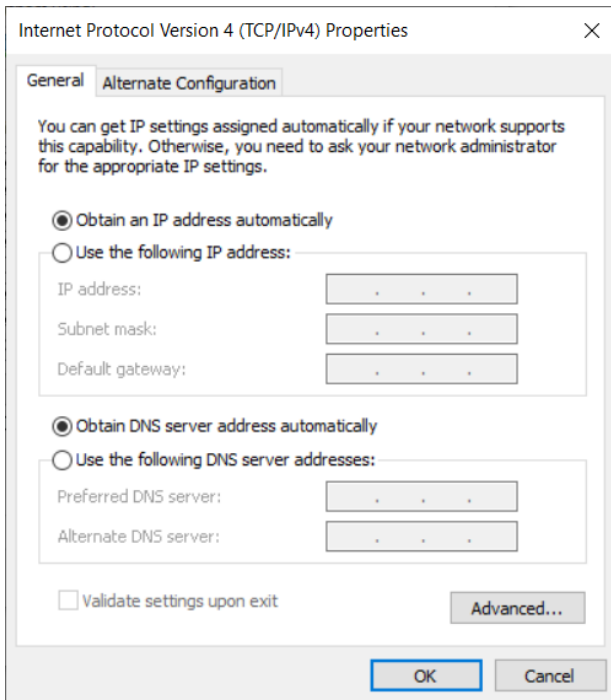 Internet Protocol Version 4 (TCP/IPv4) Properties
General
Alternate Configuration
You can get IP settings assigned automatically if your network supports
this capability. Otherwise, you need to ask your network administrator
for the appropriate IP settings.
Obtain an IP address automatically
Use the following IP address:
IP address:
. . .
Subnet mask:
. . .
Default gateway:
. . .
Obtain DNS server address automatically
Use the following DNS server addresses:
Preferred DNS server:
. . .
Alternate DNS server:
. . .
Validate settings upon exit
Advanced...
OK
Cancel